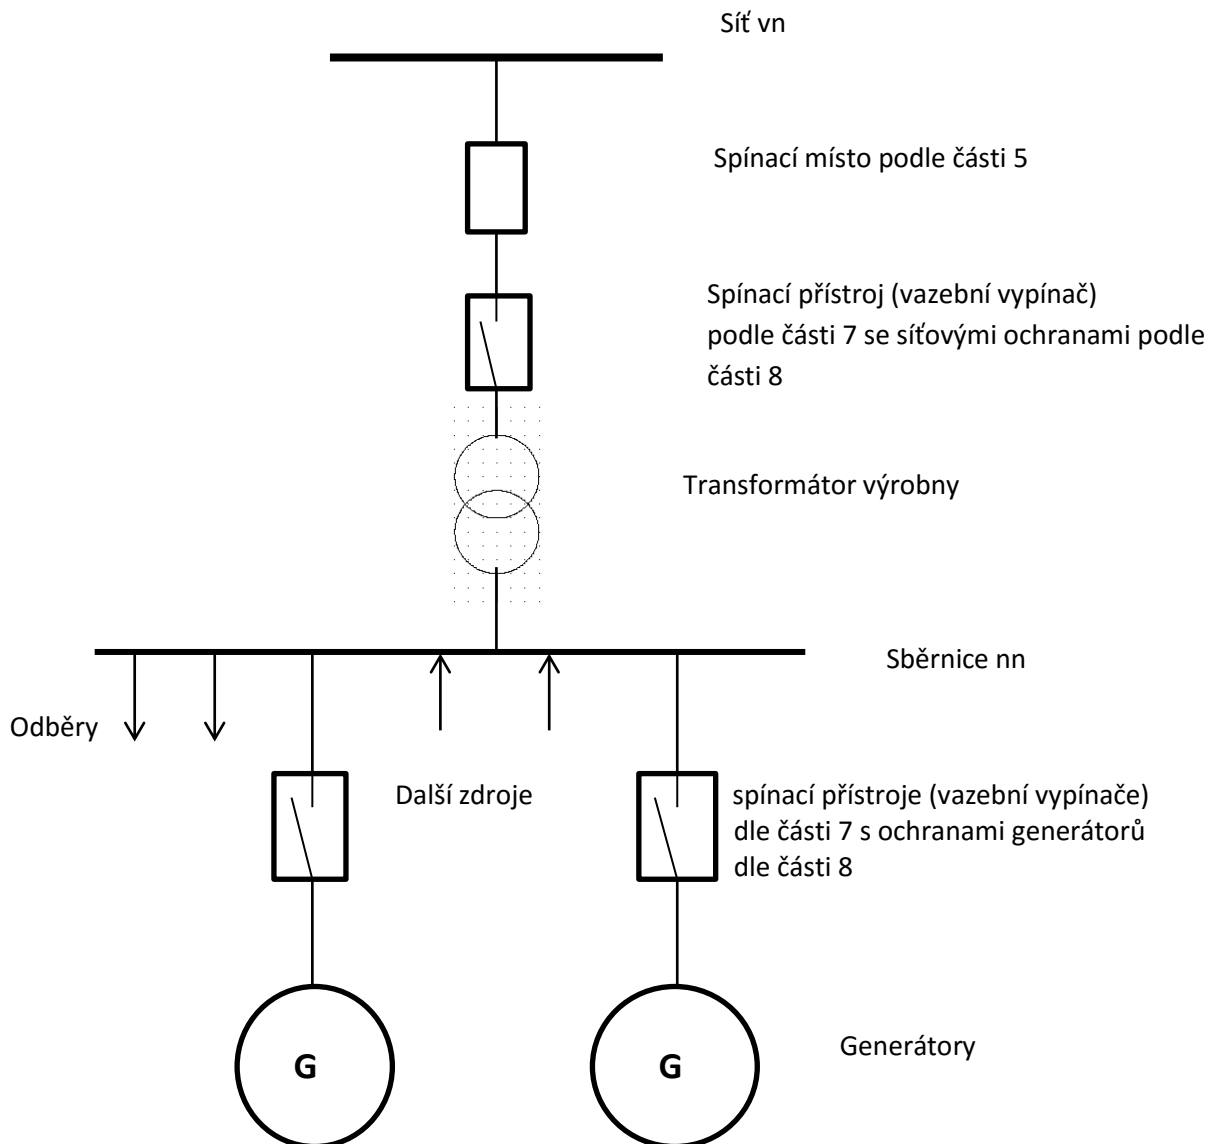 Síť vn
Spínací místo podle části 5
Spínací přístroj (vazební vypínač)
podle části 7 se síťovými ochranami podle
části 8
Transformátor výrobny
Sběrnice nn
Odběry
Další zdroje
spínací přístroje (vazební vypínače)
dle části 7 s ochranami generátorů
dle části 8
Generátory
G
G